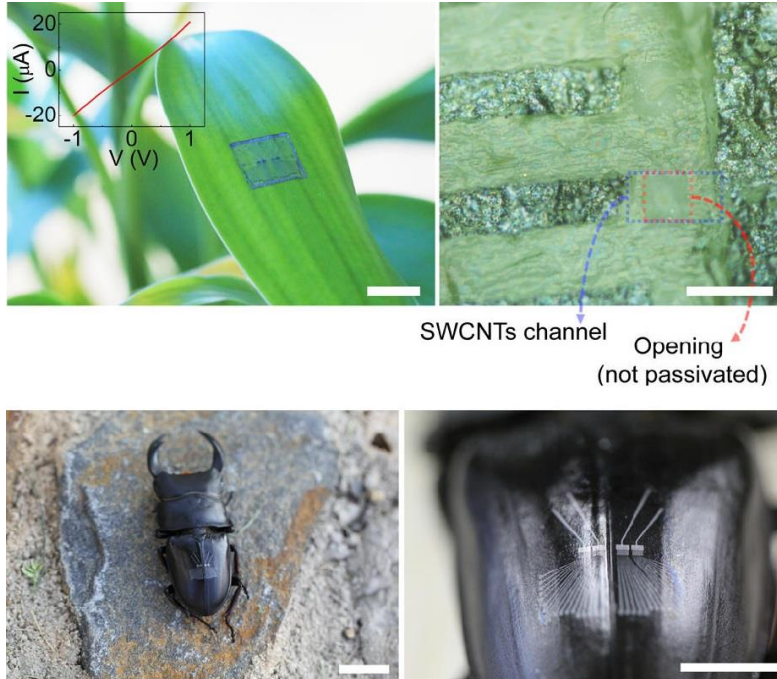 20
I (μA)
0
-20
-1
0
1
V (V)
SWCNTs channel
Opening
(not passivated)